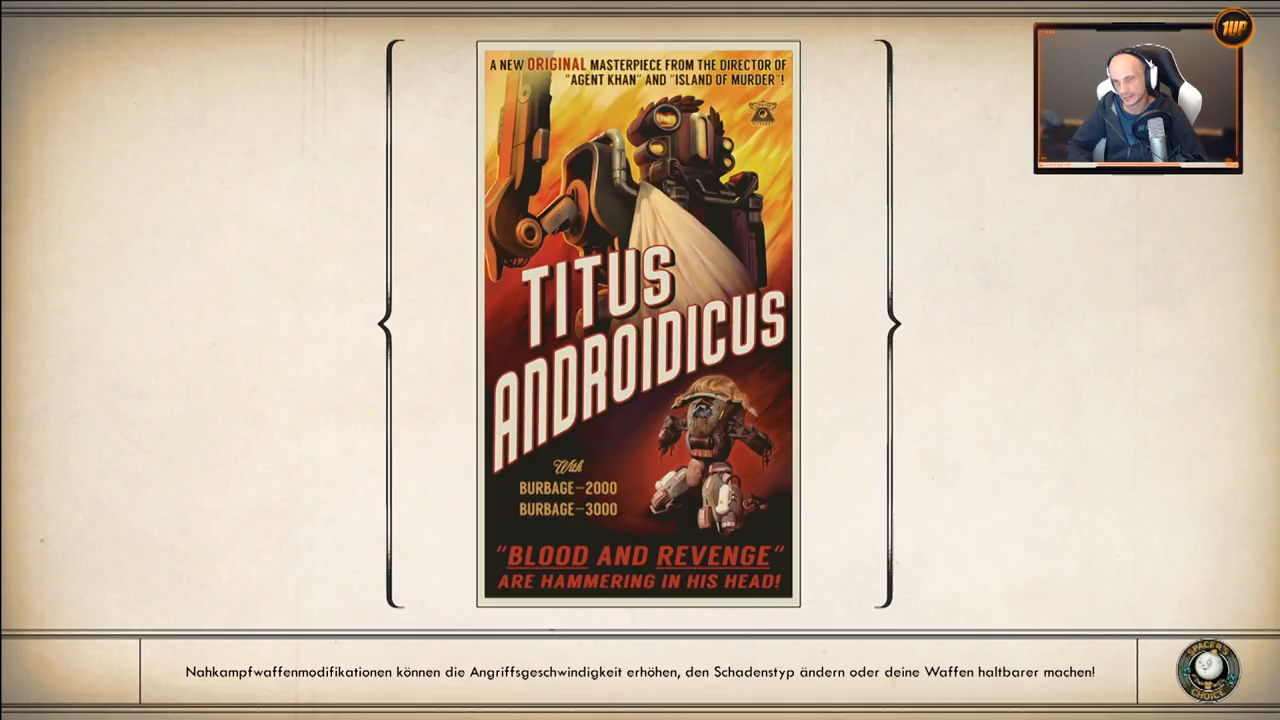 1UP
A NEW ORIGINAL MASTERPIECE FROM THE DIRECTOR OF
"AGENT KHAN" AND "ISLAND OF MURDER"!
TITUS
ANDROIDICUS
With
BURBAGE-2000
BURBAGE-3000
"BLOOD AND REVENGE"
ARE HAMMERING IN HIS HEAD!
Nahkampfwaffenmodifikationen können die Angriffsgeschwindigkeit erhöhen, den Schadenstyp ändern oder deine Waffen haltbarer machen!
SPACER'S
CHOICE